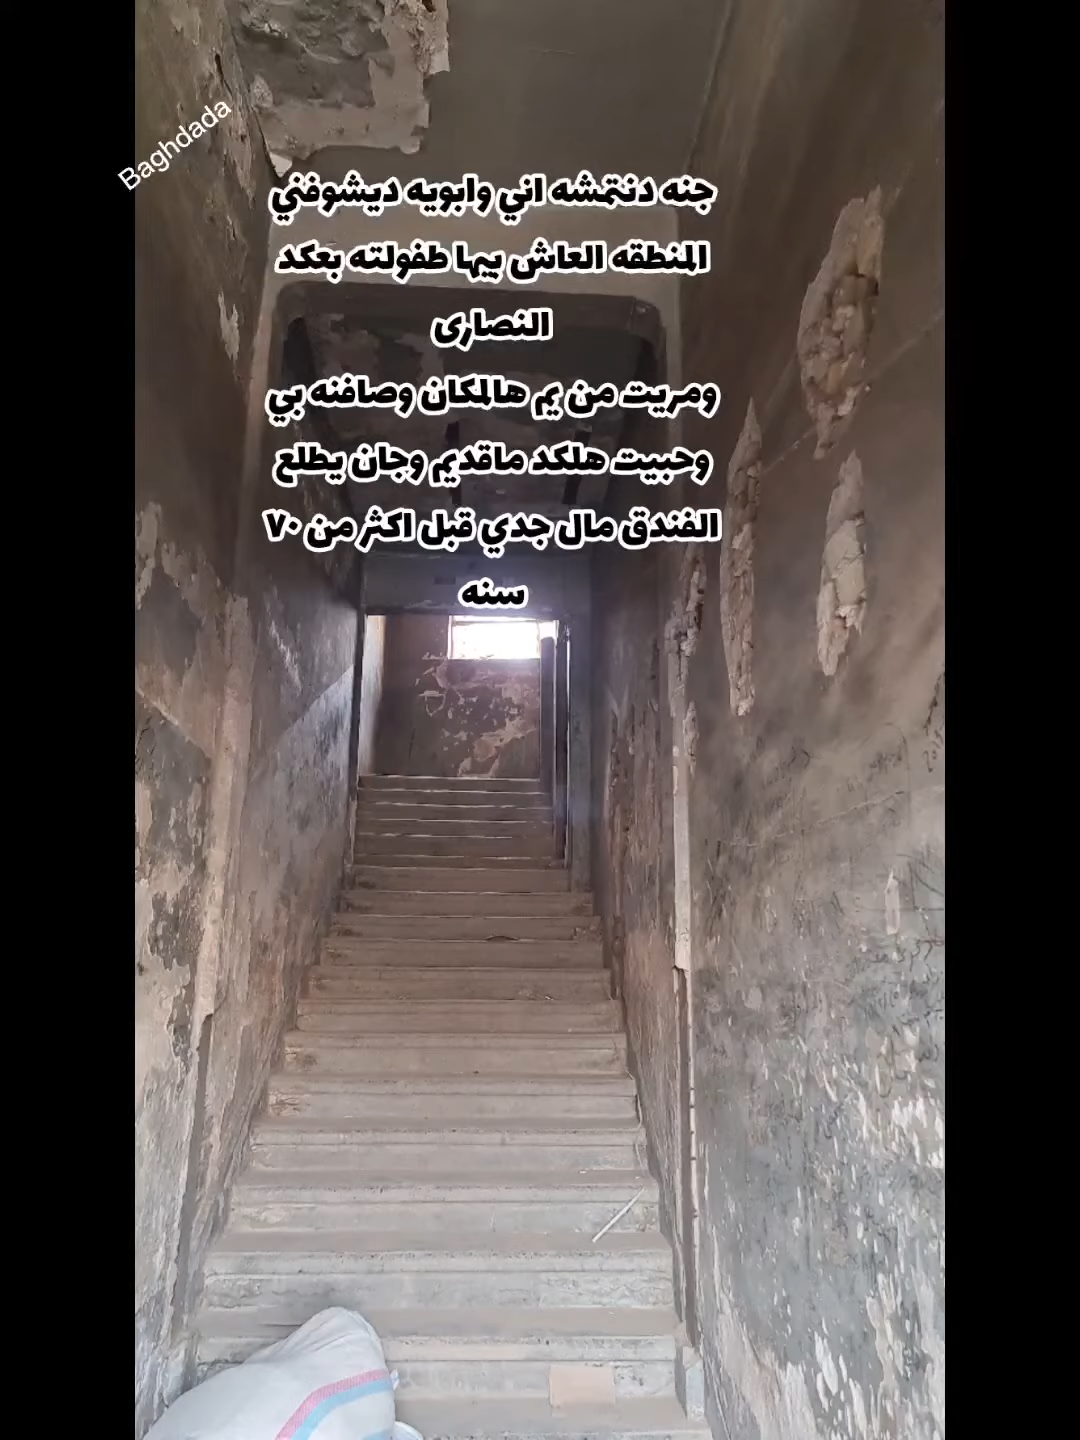 Baghdada
جنه دنتمشه اني وابويه ديشوفني
المنطقه العاش بيها طفولته بعكد
النصارى
ومريت من يم هالمكان وصافنه بي
وحبيت هلكد ماقديم وجان يطلع
الفندق مال جدي قبل اكثر من ٧٠
سنه